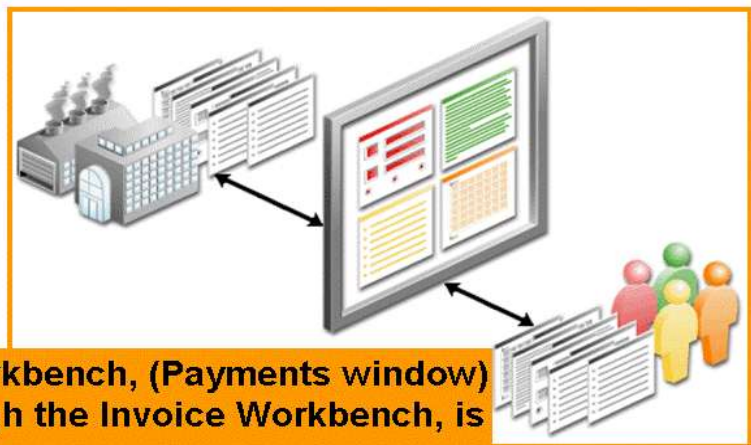 kbench, (Payments window)
h the Invoice Workbench, is